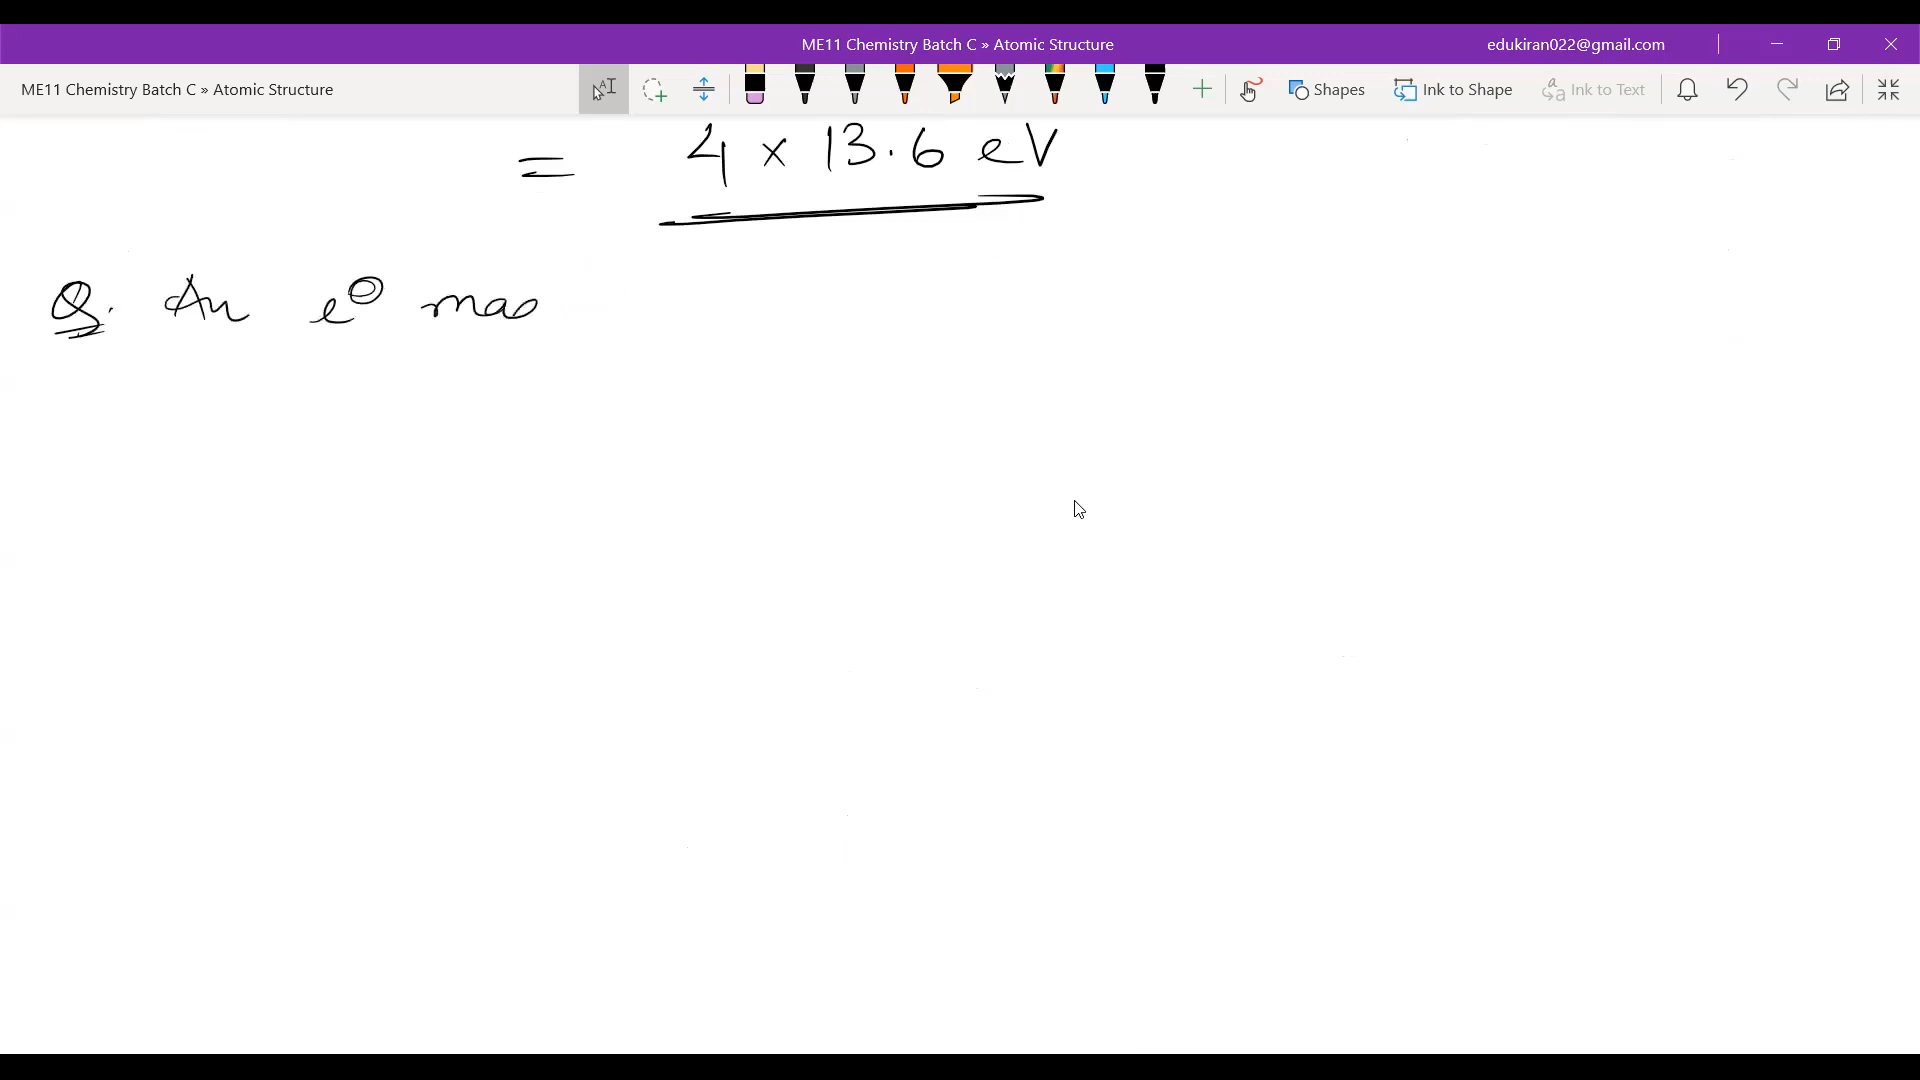 ME11 Chemistry Batch C » Atomic Structure
edukiran022@gmail.com
ME11 Chemistry Batch C » Atomic Structure
Shapes
Ink to Shape
Ink to Text
= 4 x 13.6 eV
Q. An e⊖ mas